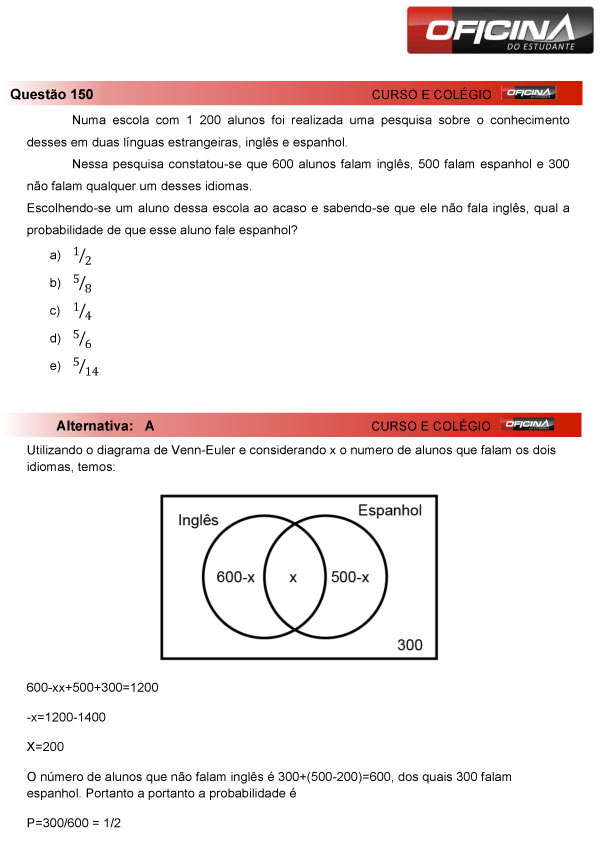 OFICINA
DO ESTUDANTE
Questão 150 CURSO E COLÉGIO OFICINA
Numa escola com 1 200 alunos foi realizada uma pesquisa sobre o conhecimento
desses em duas línguas estrangeiras, inglês e espanhol.
Nessa pesquisa constatou-se que 600 alunos falam inglês, 500 falam espanhol e 300
não falam qualquer um desses idiomas.
Escolhendo-se um aluno dessa escola ao acaso e sabendo-se que ele não fala inglês, qual a
probabilidade de que esse aluno fale espanhol?
a) 1/2
b) 5/8
c) 1/4
d) 5/6
e) 5/14
Alternativa: A CURSO E COLÉGIO OFICINA
Utilizando o diagrama de Venn-Euler e considerando x o numero de alunos que falam os dois
idiomas, temos:
Inglês Espanhol
600-x x 500-x
300
600-xx+500+300=1200
-x=1200-1400
X=200
O número de alunos que não falam inglês é 300+(500-200)=600, dos quais 300 falam
espanhol. Portanto a portanto a probabilidade é
P=300/600 = 1/2